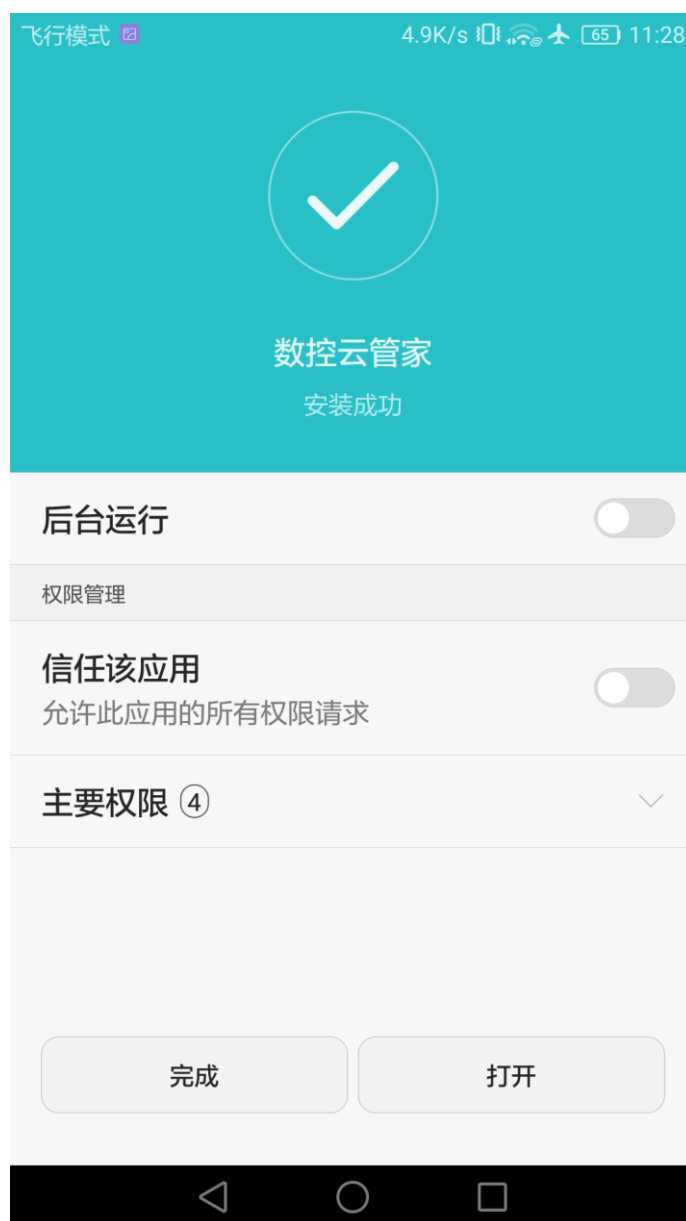 飞行模式 4.9K/s 65 11:28
数控云管家
安装成功
后台运行
权限管理
信任该应用
允许此应用的所有权限请求
主要权限 ④
完成 打开